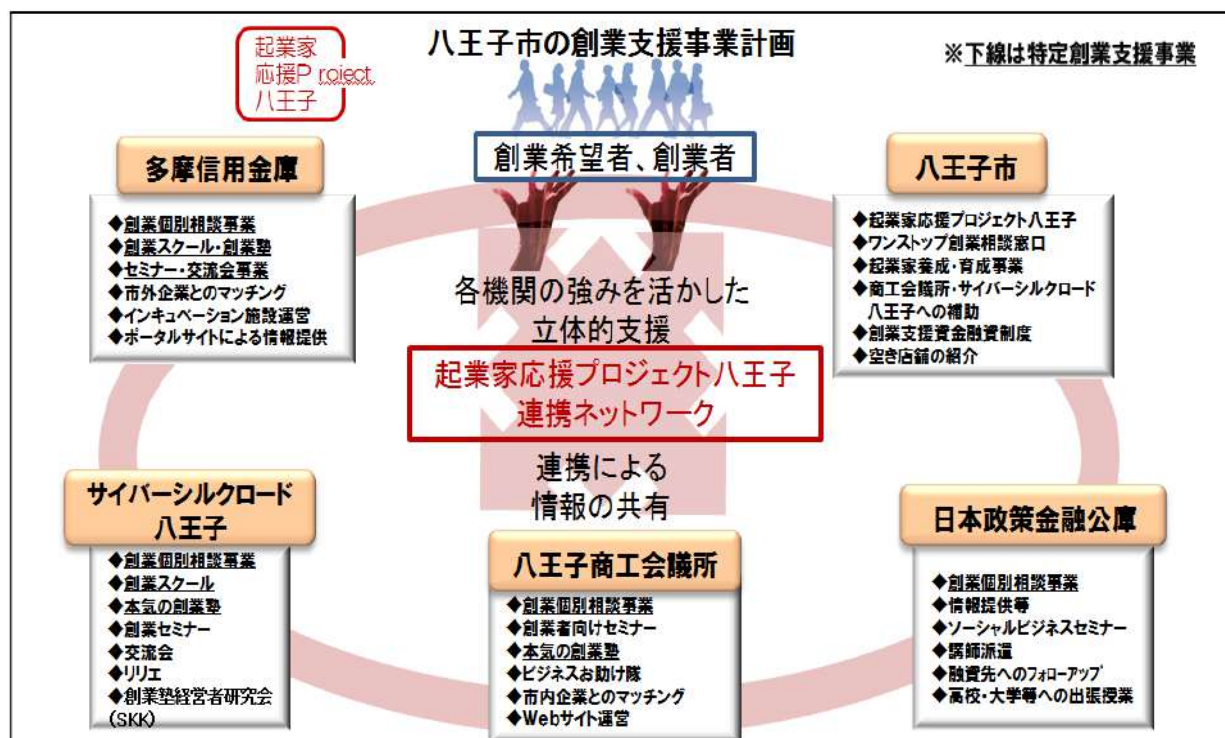 起業家
応援Ｐroject
八王子
八王子市の創業支援事業計画
※下線は特定創業支援事業
創業希望者、創業者
多摩信用金庫
◆創業個別相談事業
◆創業スクール・創業塾
◆セミナー・交流会事業
◆市外企業とのマッチング
◆インキュベーション施設運営
◆ポータルサイトによる情報提供
八王子市
◆起業家応援プロジェクト八王子
◆ワンストップ創業相談窓口
◆起業家養成・育成事業
◆商工会議所・サイバーシルクロード
八王子への補助
◆創業支援資金融資制度
◆空き店舗の紹介
各機関の強みを活かした
立体的支援
起業家応援プロジェクト八王子
連携ネットワーク
連携による
情報の共有
サイバーシルクロード
八王子
◆創業個別相談事業
◆創業スクール
◆本気の創業塾
◆創業セミナー
◆交流会
◆リリエ
◆創業塾経営者研究会
(SKK)
八王子商工会議所
◆創業個別相談事業
◆創業者向けセミナー
◆本気の創業塾
◆ビジネスお助け隊
◆市内企業とのマッチング
◆Webサイト運営
日本政策金融公庫
◆創業個別相談事業
◆情報提供等
◆ソーシャルビジネスセミナー
◆講師派遣
◆融資先へのフォローアップ
◆高校・大学等への出張授業